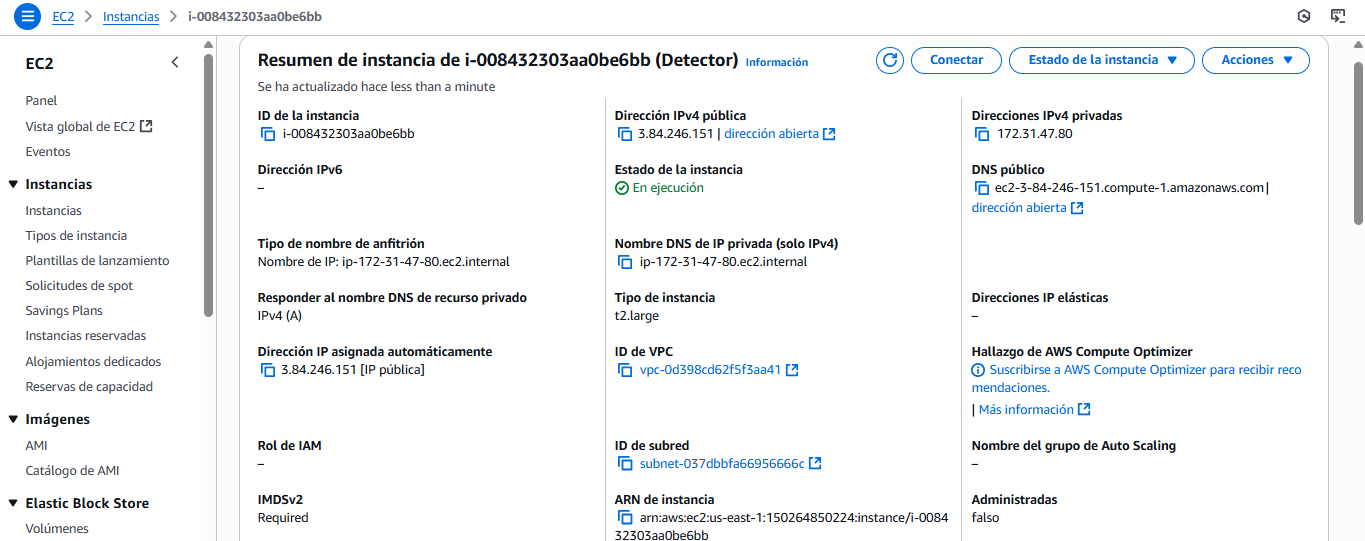 EC2 > Instancias > i-008432303aa0be6bb
EC2
Panel
Vista global de EC2
Eventos
Instancias
Instancias
Tipos de instancia
Plantillas de lanzamiento
Solicitudes de spot
Savings Plans
Instancias reservadas
Alojamientos dedicados
Reservas de capacidad
Imágenes
AMI
Catálogo de AMI
Elastic Block Store
Volúmenes
Resumen de instancia de i-008432303aa0be6bb (Detector) Información
Conectar
Estado de la instancia
Acciones
Se ha actualizado hace less than a minute
ID de la instancia
i-008432303aa0be6bb
Dirección IPv4 pública
3.84.246.151 | dirección abierta
Direcciones IPv4 privadas
172.31.47.80
Dirección IPv6
–
Estado de la instancia
En ejecución
DNS público
ec2-3-84-246-151.compute-1.amazonaws.com |
dirección abierta
Tipo de nombre de anfitrión
Nombre de IP: ip-172-31-47-80.ec2.internal
Nombre DNS de IP privada (solo IPv4)
ip-172-31-47-80.ec2.internal
Responder al nombre DNS de recurso privado
IPv4 (A)
Tipo de instancia
t2.large
Direcciones IP elásticas
–
Dirección IP asignada automáticamente
3.84.246.151 [IP pública]
ID de VPC
vpc-0d398cd62f5f3aa41
Hallazgo de AWS Compute Optimizer
Suscribirse a AWS Compute Optimizer para recibir reco
mendaciones.
| Más información
Rol de IAM
–
ID de subred
subnet-037dbbfa66956666c
Nombre del grupo de Auto Scaling
–
IMDSv2
Required
ARN de instancia
arn:aws:ec2:us-east-1:150264850224:instance/i-0084
32303aa0be6bb
Administradas
falso